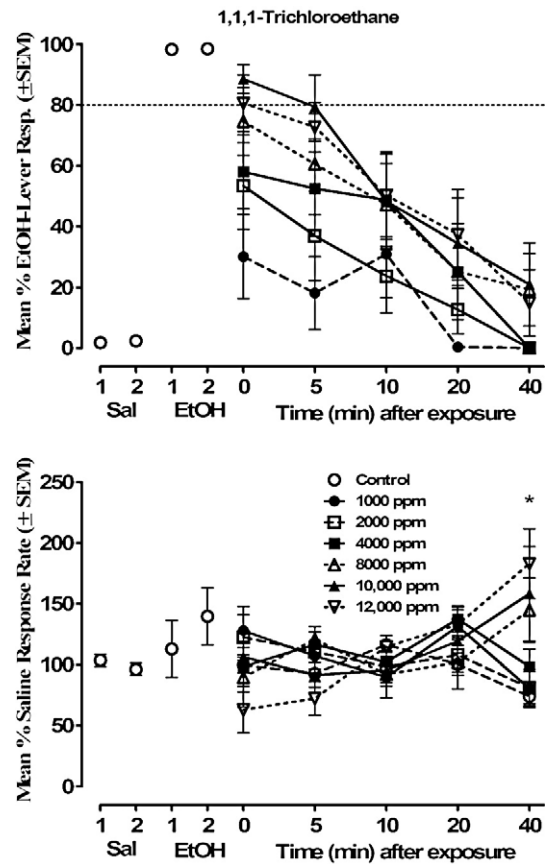 1,1,1-Trichloroethane
Mean % EtOH-Lever Resp. (±SEM)
100
80
60
40
20
0
1 2 1 2 0 5 10 20 40
Sal EtOH Time (min) after exposure
Mean % Saline Response Rate (± SEM)
250
200
150
100
50
0
Control
1000 ppm
2000 ppm
4000 ppm
8000 ppm
10,000 ppm
12,000 ppm
*
1 2 1 2 0 5 10 20 40
Sal EtOH Time (min) after exposure